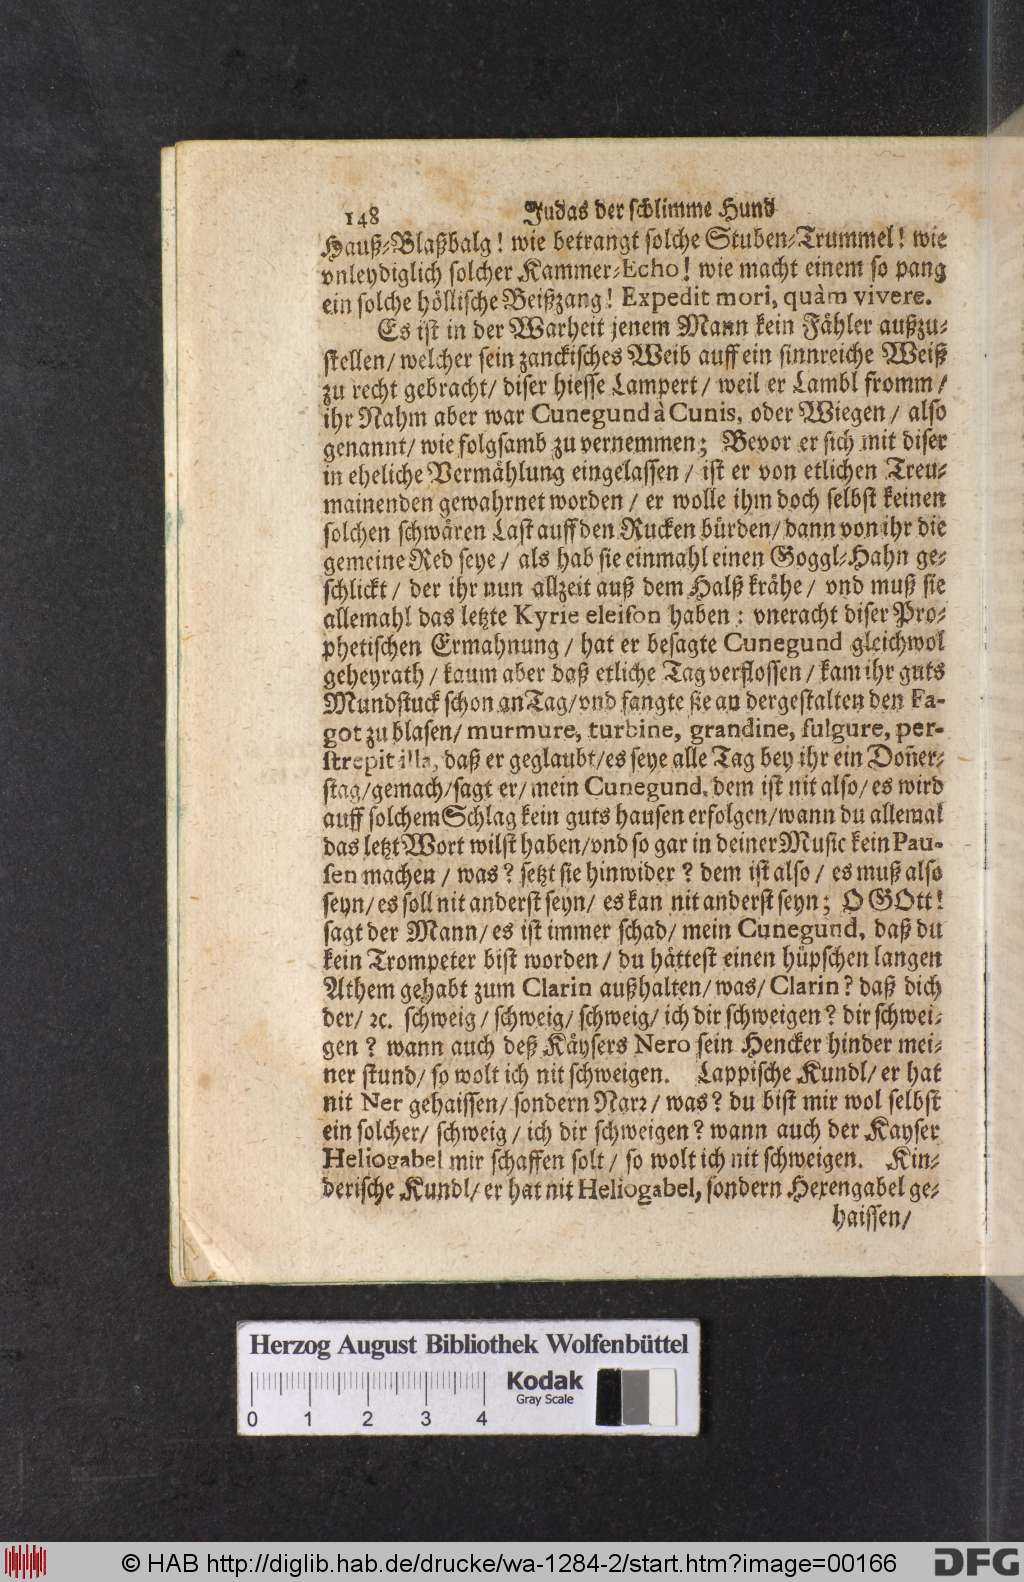 148 Judas der schlimme Hund
Hauß-Blaßbalg! wie betrangt solche Stuben-Trummel! wie
vnleydiglich solcher Kammer-Echo! wie macht einem so pang
ein solche höllische Beißzang! Expedit mori, quàm vivere.
Es ist in der Warheit jenem Mann kein Fähler außzu-
stellen/ welcher sein zanckisches Weib auff ein sinnreiche Weiß
zu recht gebracht/ diser hiesse Lampert/ weil er Lambl fromm/
ihr Nahm aber war Cunegund à Cunis, oder Wiegen/ also
genannt/ wie folgsamb zu vernemmen; Bevor er sich mit diser
in eheliche Vermählung eingelassen/ ist er von etlichen Treu-
mainenden gewahrnet worden/ er wolle ihm doch selbst keinen
solchen schwären Last auff den Rucken bürden/ dann von ihr die
gemeine Red seye/ als hab sie einmahl einen Goggl-Hahn ge-
schlickt/ der ihr nun allzeit auß dem Halß krähe/ vnd muß sie
allemahl das letzte Kyrie eleison haben: vneracht diser Pro-
phetischen Ermahnung/ hat er besagte Cunegund gleichwol
geheyrath/ kaum aber daß etliche Tag verflossen/ kam ihr guts
Mundstuck schon an Tag/ vnd fangte sie an dergestalten den Fa-
got zu blasen/ murmure, turbine, grandine, fulgure, per-
strepit illa, daß er geglaubt/ es seye alle Tag bey ihr ein Doñer-
stag/ gemach/ sagt er/ mein Cunegund, dem ist nit also/ es wird
auff solchem Schlag kein guts hausen erfolgen/ wann du allemal
das letzt Wort wilst haben/ vnd so gar in deiner Music kein Pau-
sen machen/ was? setzt sie hinwider? dem ist also/ es muß also
seyn/ es soll nit anderst seyn/ es kan nit anderst seyn; O GOtt!
sagt der Mann/ es ist immer schad/ mein Cunegund, daß du
kein Trompeter bist worden/ du hättest einen hüpschen langen
Athem gehabt zum Clarin außhalten/ was/ Clarin? daß dich
der/ ꝛc. schweig/ schweig/ schweig/ ich dir schweigen? dir schwei-
gen? wann auch deß Käysers Nero sein Hencker hinder mei-
ner stund/ so wolt ich nit schweigen. Lappische Kundl/ er hat
nit Ner gehaissen/ sondern Narꝛ/ was? du bist mir wol selbst
ein solcher/ schweig/ ich dir schweigen? wann auch der Kayser
Heliogabel mir schaffen solt/ so wolt ich nit schweigen. Kin-
derische Kundl/ er hat nit Heliogabel, sondern Hexengabel ge-
haissen/
Herzog August Bibliothek Wolfenbüttel
Kodak
Gray Scale
0 1 2 3 4
© HAB http://diglib.hab.de/drucke/wa-1284-2/start.htm?image=00166
DFG